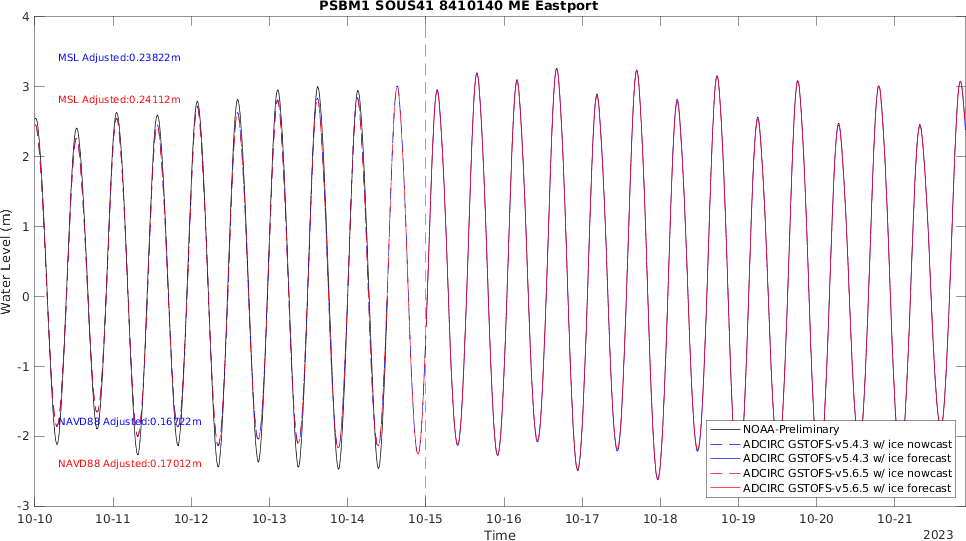 PSBM1 SOUS41 8410140 ME Eastport
4
3
2
1
0
-1
-2
-3
Water Level (m)
MSL Adjusted:0.23822m
MSL Adjusted:0.24112m
NAVD88 Adjusted:0.16722m
NAVD88 Adjusted:0.17012m
NOAA-Preliminary
ADCIRC GSTOFS-v5.4.3 w/ ice nowcast
ADCIRC GSTOFS-v5.4.3 w/ ice forecast
ADCIRC GSTOFS-v5.6.5 w/ ice nowcast
ADCIRC GSTOFS-v5.6.5 w/ ice forecast
10-10 10-11 10-12 10-13 10-14 10-15 10-16 10-17 10-18 10-19 10-20 10-21
Time
2023